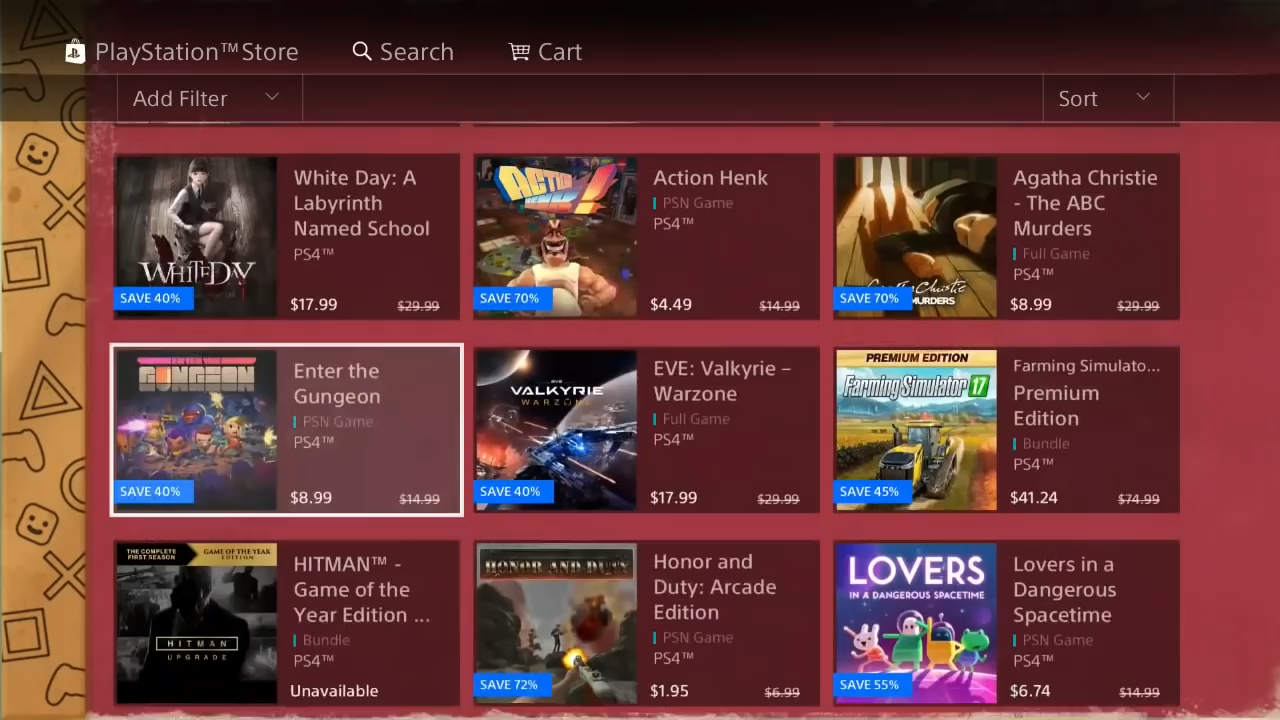 PlayStation™Store
Search
Cart
Add Filter
Sort
WHITEDAY
SAVE 40%
White Day: A
Labyrinth
Named School
PS4™
$17.99
$29.99
ACTION
HENK!
SAVE 70%
Action Henk
PSN Game
PS4™
$4.49
$14.99
Agatha Christie
MURDERS
SAVE 70%
Agatha Christie
- The ABC
Murders
Full Game
PS4™
$8.99
$29.99
GUNGEON
SAVE 40%
Enter the
Gungeon
PSN Game
PS4™
$8.99
$14.99
EVE:
VALKYRIE
WARZONE
SAVE 40%
EVE: Valkyrie –
Warzone
Full Game
PS4™
$17.99
$29.99
PREMIUM EDITION
Farming Simulator 17
SAVE 45%
Farming Simulato...
Premium
Edition
Bundle
PS4™
$41.24
$74.99
THE COMPLETE
FIRST SEASON
GAME OF THE YEAR
EDITION
HITMAN
UPGRADE
HITMAN™ -
Game of the
Year Edition ...
Bundle
PS4™
Unavailable
HONOR AND DUTY
SAVE 72%
Honor and
Duty: Arcade
Edition
PSN Game
PS4™
$1.95
$6.99
LOVERS
IN A DANGEROUS SPACETIME
SAVE 55%
Lovers in a
Dangerous
Spacetime
PSN Game
PS4™
$6.74
$14.99